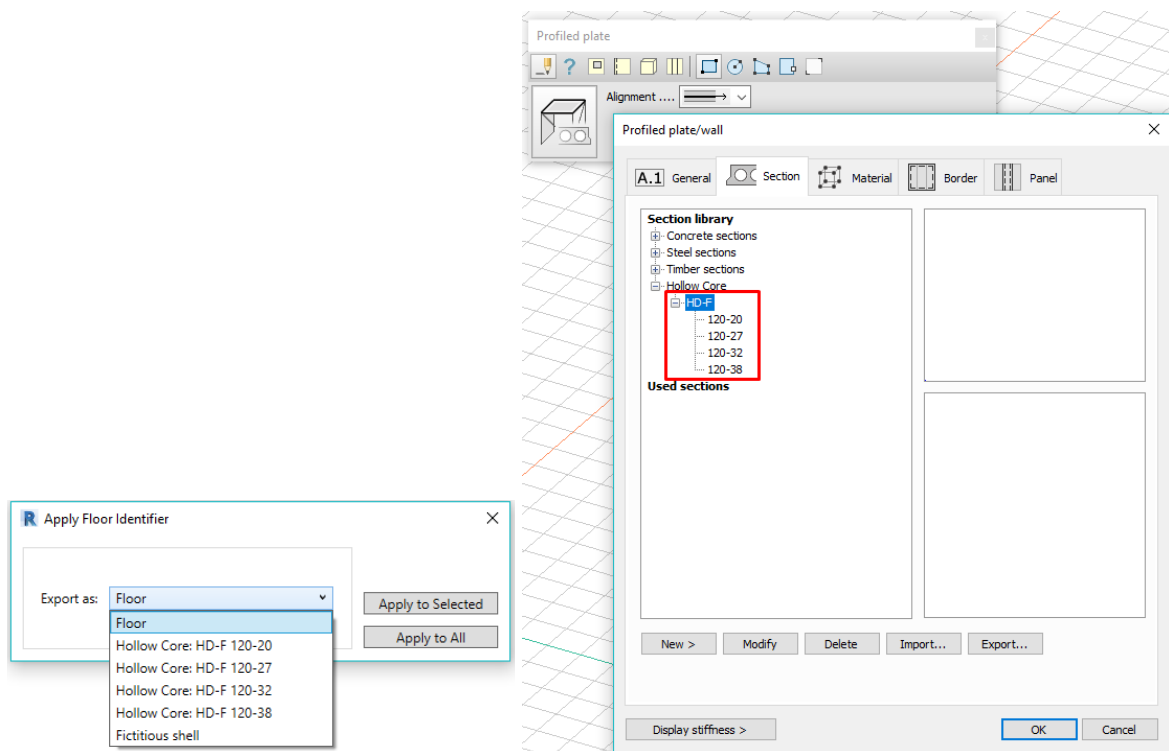 Profiled plate
Alignment ....
Profiled plate/wall
A.1 General
Section
Material
Border
Panel
Section library
Concrete sections
Steel sections
Timber sections
Hollow Core
HD-F
120-20
120-27
120-32
120-38
Used sections
New >
Modify
Delete
Import...
Export...
Display stiffness >
OK
Cancel
R Apply Floor Identifier
Export as: Floor
Floor
Hollow Core: HD-F 120-20
Hollow Core: HD-F 120-27
Hollow Core: HD-F 120-32
Hollow Core: HD-F 120-38
Fictitious shell
Apply to Selected
Apply to All